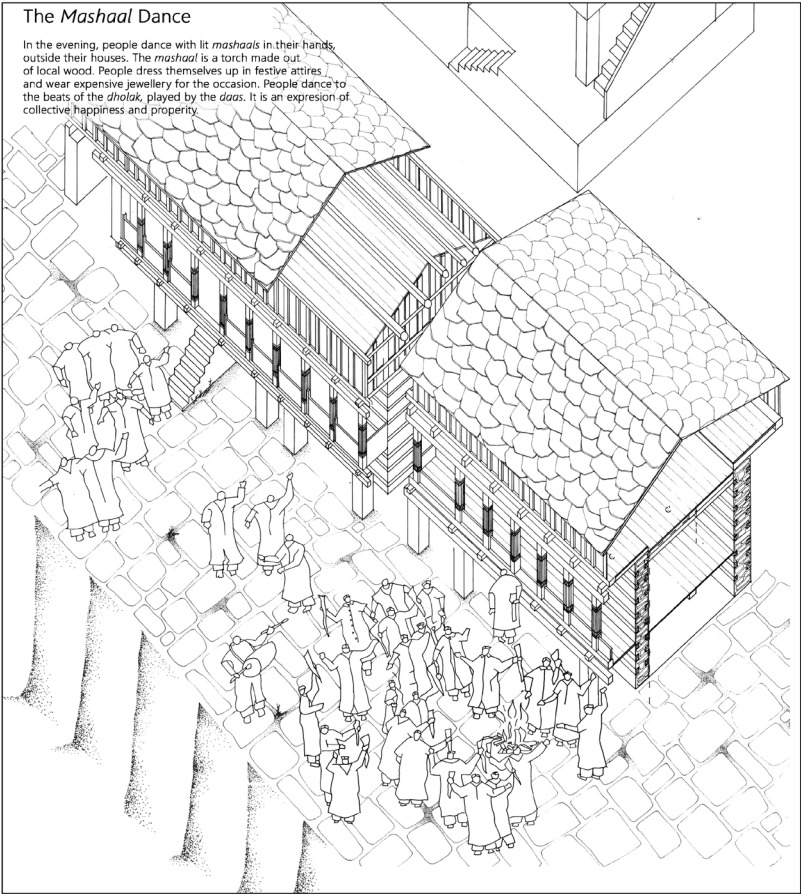 The Mashaal Dance
In the evening, people dance with lit mashaals in their hands,
outside their houses. The mashaal is a torch made out
of local wood. People dress themselves up in festive attires
and wear expensive jewellery for the occasion. People dance to
the beats of the dholak, played by the daas. It is an expresion of
collective happiness and properity.